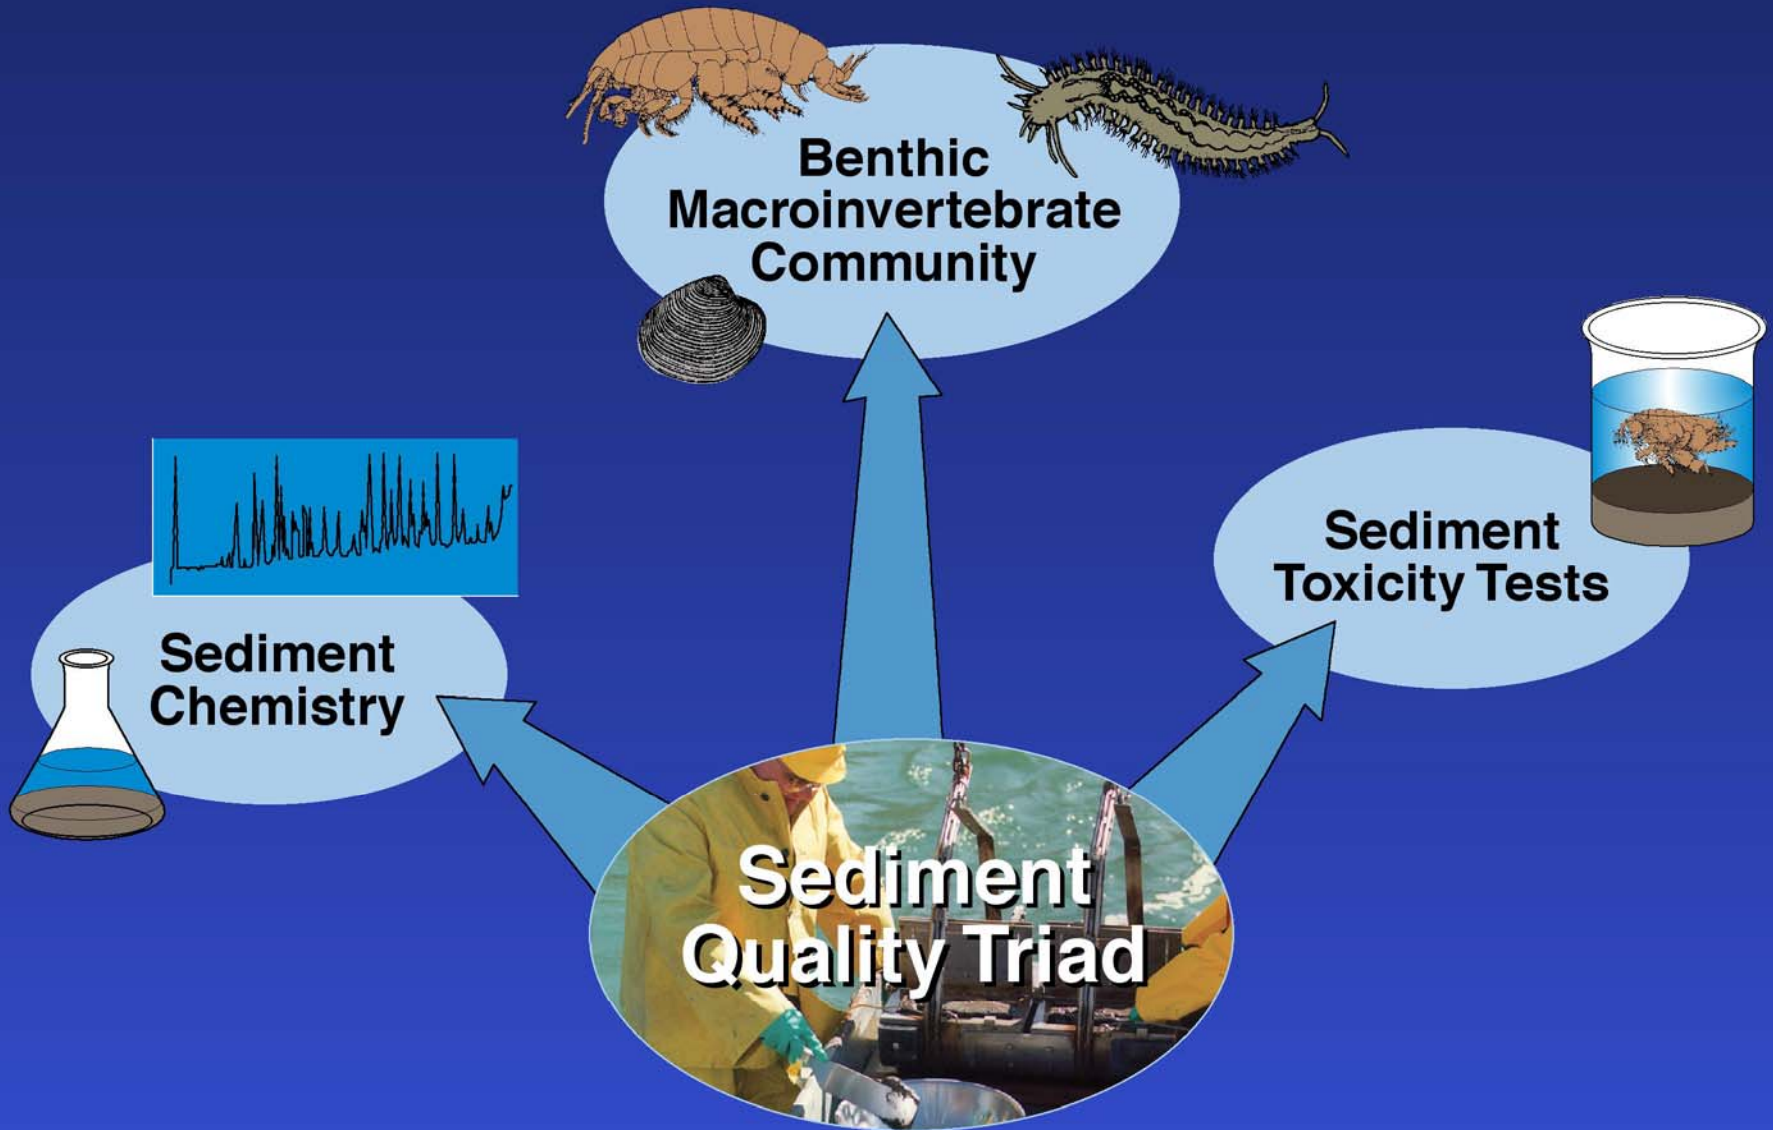 Benthic
Macroinvertebrate
Community
Sediment
Toxicity Tests
Sediment
Chemistry
Sediment
Quality Triad